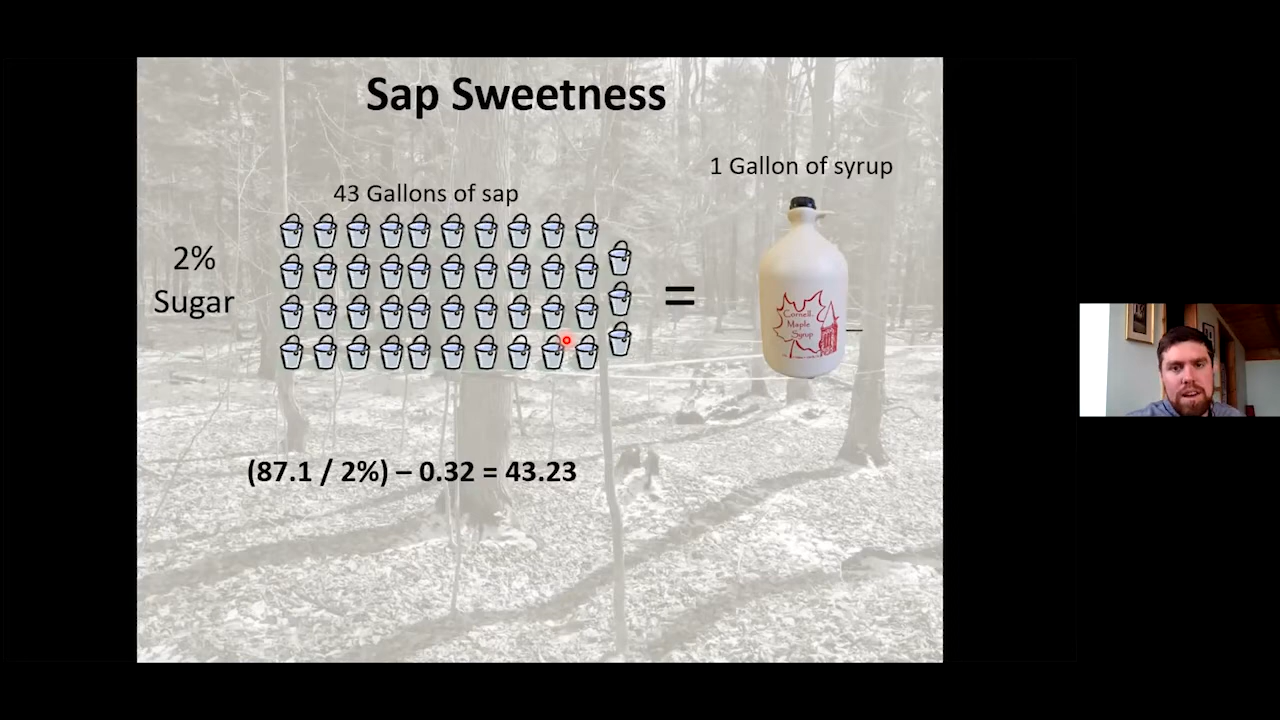 Sap Sweetness
1 Gallon of syrup
43 Gallons of sap
2%
Sugar
=
Cornell
Maple
Syrup
(87.1 / 2%) – 0.32 = 43.23